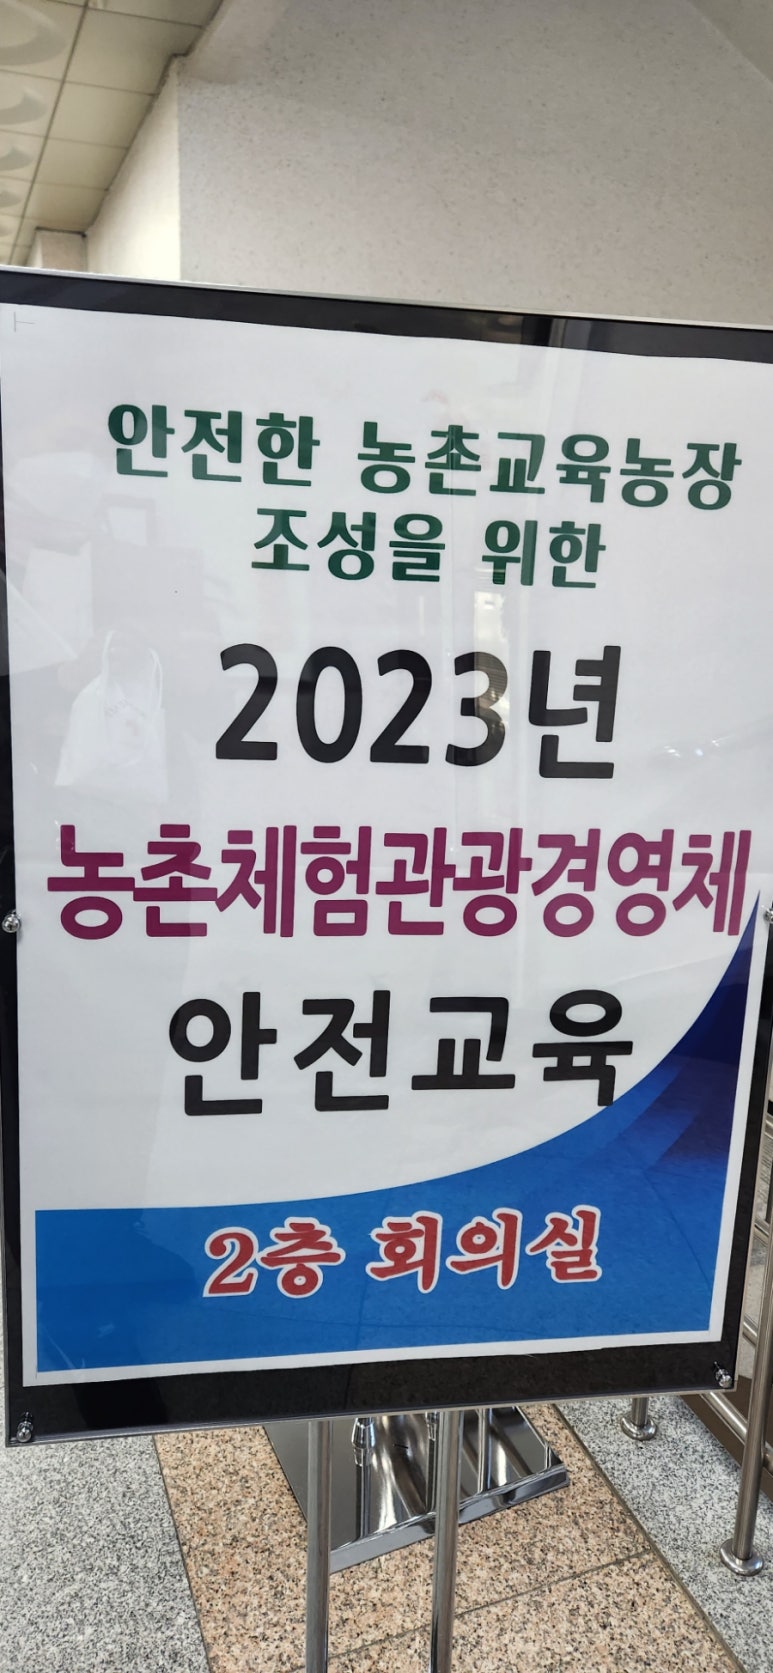 안전한 농촌교육농장
조성을 위한
2023년
농촌체험관광경영체
안전교육
2층 회의실